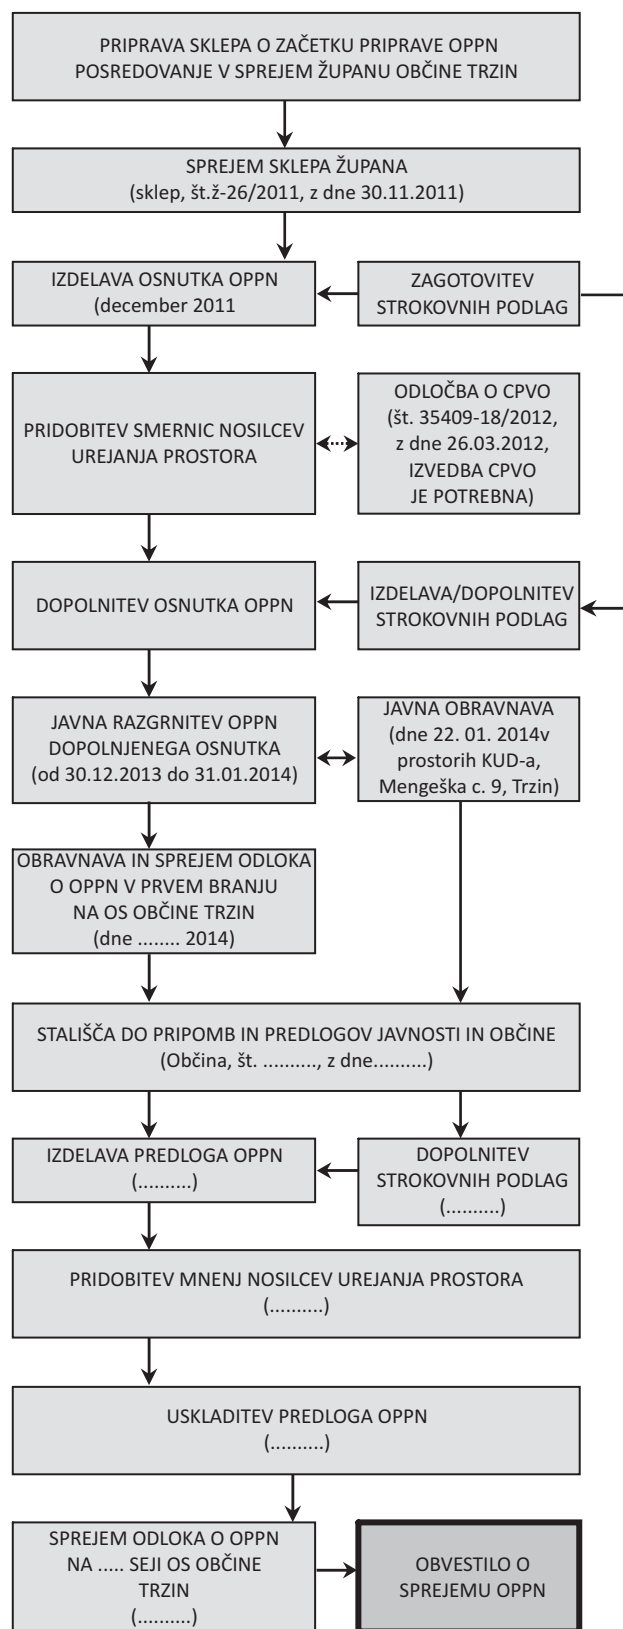 PRIPRAVA SKLEPA O ZAČETKU PRIPRAVE OPPN
POSREDOVANJE V SPREJEM ŽUPANU OBČINE TRZIN
SPREJEM SKLEPA ŽUPANA
(sklep, št.ž-26/2011, z dne 30.11.2011)
IZDELAVA OSNUTKA OPPN
(december 2011
ZAGOTOVITEV
STROKOVNIH PODLAG
PRIDOBITEV SMERNIC NOSILCEV
UREJANJA PROSTORA
ODLOČBA O CPVO
(št. 35409-18/2012,
z dne 26.03.2012,
IZVEDBA CPVO
JE POTREBNA)
DOPOLNITEV OSNUTKA OPPN
IZDELAVA/DOPOLNITEV
STROKOVNIH PODLAG
JAVNA RAZGRNITEV OPPN
DOPOLNJENEGA OSNUTKA
(od 30.12.2013 do 31.01.2014)
JAVNA OBRAVNAVA
(dne 22. 01. 2014v
prostorih KUD-a,
Mengeška c. 9, Trzin)
OBRAVNAVA IN SPREJEM ODLOKA
O OPPN V PRVEM BRANJU
NA OS OBČINE TRZIN
(dne ........ 2014)
STALIŠČA DO PRIPOMB IN PREDLOGOV JAVNOSTI IN OBČINE
(Občina, št. .........., z dne..........)
IZDELAVA PREDLOGA OPPN
(..........)
DOPOLNITEV
STROKOVNIH PODLAG
(..........)
PRIDOBITEV MNENJ NOSILCEV UREJANJA PROSTORA
(..........)
USKLADITEV PREDLOGA OPPN
(..........)
SPREJEM ODLOKA O OPPN
NA ..... SEJI OS OBČINE
TRZIN
(..........)
OBVESTILO O
SPREJEMU OPPN